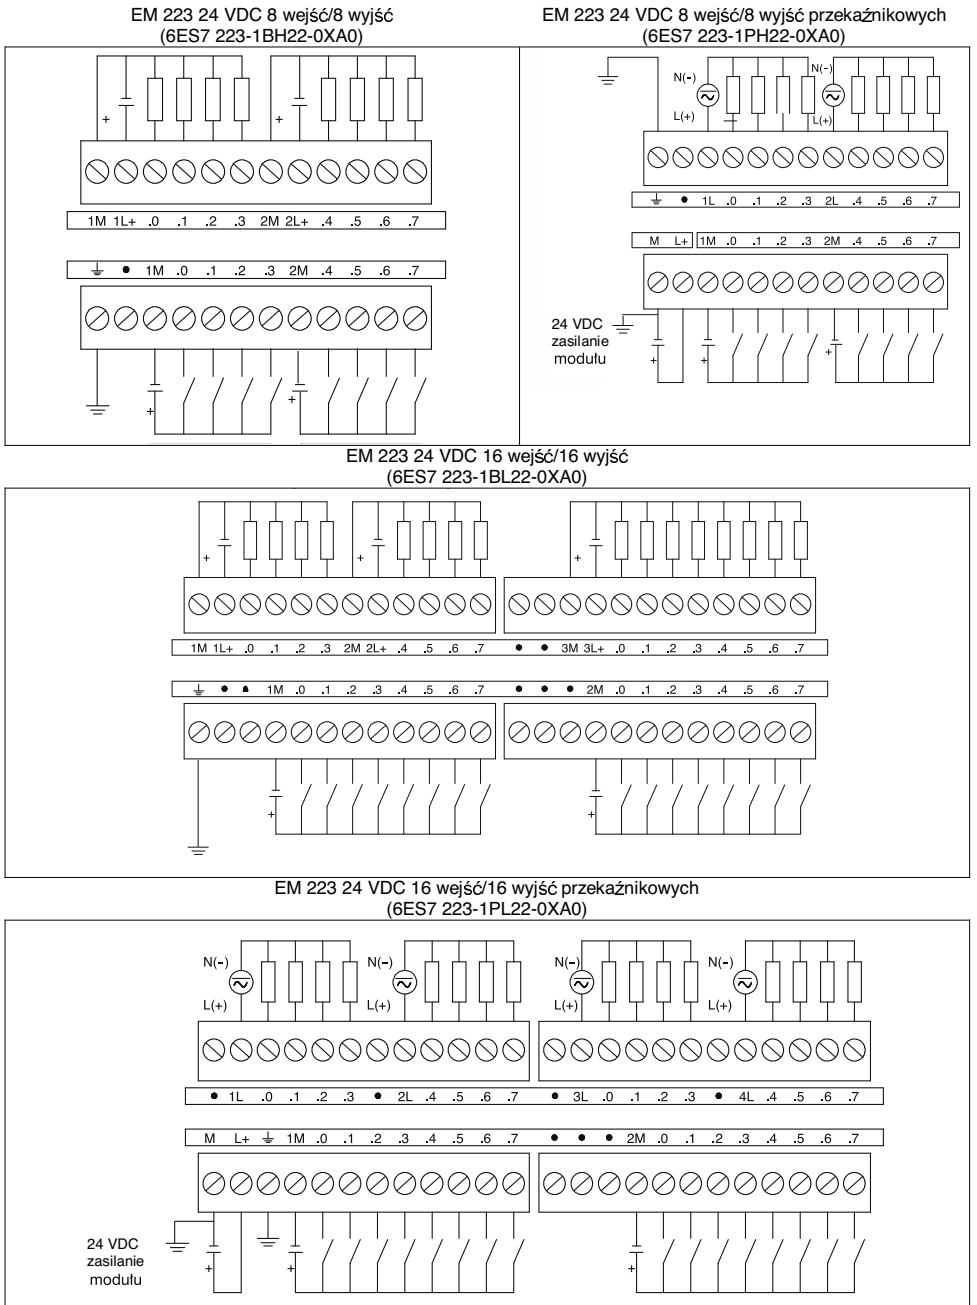 EM 223 24 VDC 8 wejść/8 wyjść
(6ES7 223-1BH22-0XA0)
+
+
1M 1L+ .0 .1 .2 .3 2M 2L+ .4 .5 .6 .7
1M .0 .1 .2 .3 2M .4 .5 .6 .7
+
+
EM 223 24 VDC 8 wejść/8 wyjść przekaźnikowych
(6ES7 223-1PH22-0XA0)
N(-)
N(-)
L(+)
L(+)
1L .0 .1 .2 .3 2L .4 .5 .6 .7
M L+ 1M .0 .1 .2 .3 2M .4 .5 .6 .7
24 VDC
zasilanie
modułu
+
+
+
EM 223 24 VDC 16 wejść/16 wyjść
(6ES7 223-1BL22-0XA0)
+
+
+
1M 1L+ .0 .1 .2 .3 2M 2L+ .4 .5 .6 .7 3M 3L+ .0 .1 .2 .3 .4 .5 .6 .7
1M .0 .1 .2 .3 .4 .5 .6 .7 2M .0 .1 .2 .3 .4 .5 .6 .7
+
+
EM 223 24 VDC 16 wejść/16 wyjść przekaźnikowych
(6ES7 223-1PL22-0XA0)
N(-) N(-) N(-) N(-)
L(+) L(+) L(+) L(+)
1L .0 .1 .2 .3 2L .4 .5 .6 .7 3L .0 .1 .2 .3 4L .4 .5 .6 .7
M L+ 1M .0 .1 .2 .3 .4 .5 .6 .7 2M .0 .1 .2 .3 .4 .5 .6 .7
24 VDC
zasilanie
modułu
+
+
+